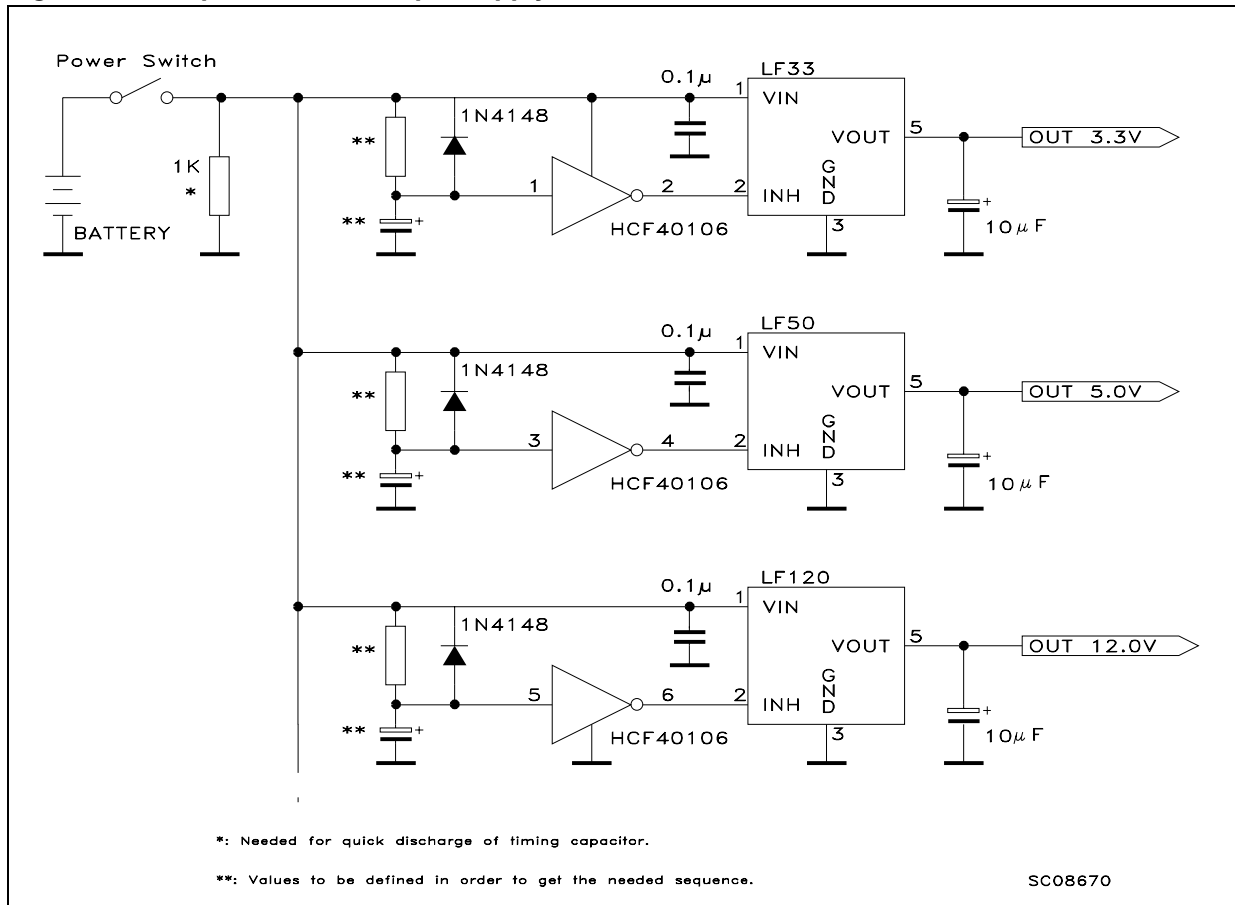 Power Switch
1K
*
BATTERY
**
**
1N4148
1
2
HCF40106
0.1μ
LF33
1
VIN
VOUT
5
2
INH
GND
3
10μF
+
+
OUT 3.3V
**
**
1N4148
3
4
HCF40106
0.1μ
LF50
1
VIN
VOUT
5
2
INH
GND
3
10μF
+
+
OUT 5.0V
**
**
1N4148
5
6
HCF40106
0.1μ
LF120
1
VIN
VOUT
5
2
INH
GND
3
10μF
+
+
OUT 12.0V
*: Needed for quick discharge of timing capacitor.
**: Values to be defined in order to get the needed sequence.
SC08670